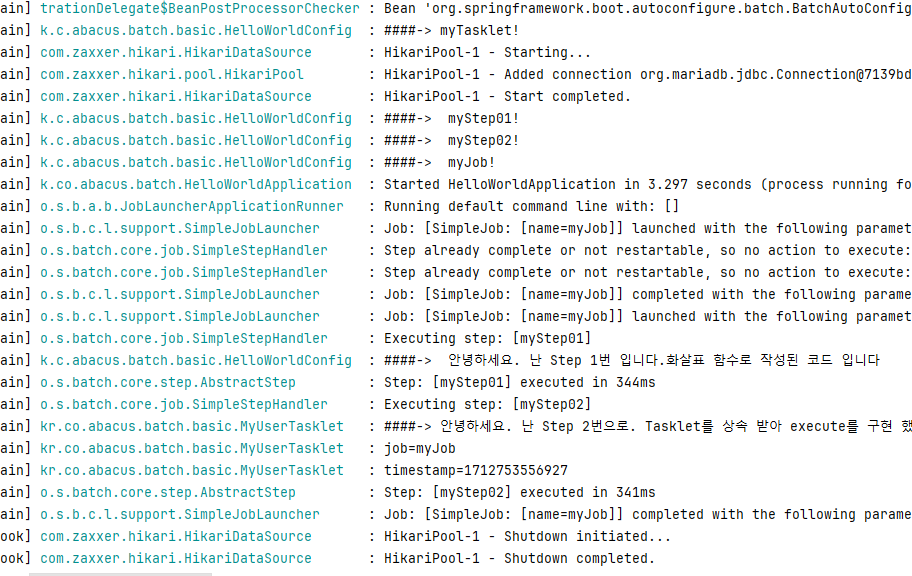 ain] trationDelegate$BeanPostProcessorChecker : Bean 'org.springframework.boot.autoconfigure.batch.BatchAutoConfig
ain] k.c.abacus.batch.basic.HelloWorldConfig : ####-> myTasklet!
ain] com.zaxxer.hikari.HikariDataSource : HikariPool-1 - Starting...
ain] com.zaxxer.hikari.pool.HikariPool : HikariPool-1 - Added connection org.mariadb.jdbc.Connection@7139bd
ain] com.zaxxer.hikari.HikariDataSource : HikariPool-1 - Start completed.
ain] k.c.abacus.batch.basic.HelloWorldConfig : ####-> myStep01!
ain] k.c.abacus.batch.basic.HelloWorldConfig : ####-> myStep02!
ain] k.c.abacus.batch.basic.HelloWorldConfig : ####-> myJob!
ain] k.co.abacus.batch.HelloWorldApplication : Started HelloWorldApplication in 3.297 seconds (process running fo
ain] o.s.b.a.b.JobLauncherApplicationRunner : Running default command line with: []
ain] o.s.b.c.l.support.SimpleJobLauncher : Job: [SimpleJob: [name=myJob]] launched with the following paramet
ain] o.s.batch.core.job.SimpleStepHandler : Step already complete or not restartable, so no action to execute:
ain] o.s.batch.core.job.SimpleStepHandler : Step already complete or not restartable, so no action to execute:
ain] o.s.b.c.l.support.SimpleJobLauncher : Job: [SimpleJob: [name=myJob]] completed with the following parame
ain] o.s.b.c.l.support.SimpleJobLauncher : Job: [SimpleJob: [name=myJob]] launched with the following paramet
ain] o.s.batch.core.job.SimpleStepHandler : Executing step: [myStep01]
ain] k.c.abacus.batch.basic.HelloWorldConfig : ####-> 안녕하세요. 난 Step 1번 입니다.화살표 함수로 작성된 코드 입니다
ain] o.s.batch.core.step.AbstractStep : Step: [myStep01] executed in 344ms
ain] o.s.batch.core.job.SimpleStepHandler : Executing step: [myStep02]
ain] kr.co.abacus.batch.basic.MyUserTasklet : ####-> 안녕하세요. 난 Step 2번으로. Tasklet를 상속 받아 execute를 구현 했
ain] kr.co.abacus.batch.basic.MyUserTasklet : job=myJob
ain] kr.co.abacus.batch.basic.MyUserTasklet : timestamp=1712753556927
ain] o.s.batch.core.step.AbstractStep : Step: [myStep02] executed in 341ms
ain] o.s.b.c.l.support.SimpleJobLauncher : Job: [SimpleJob: [name=myJob]] completed with the following parame
ook] com.zaxxer.hikari.HikariDataSource : HikariPool-1 - Shutdown initiated...
ook] com.zaxxer.hikari.HikariDataSource : HikariPool-1 - Shutdown completed.